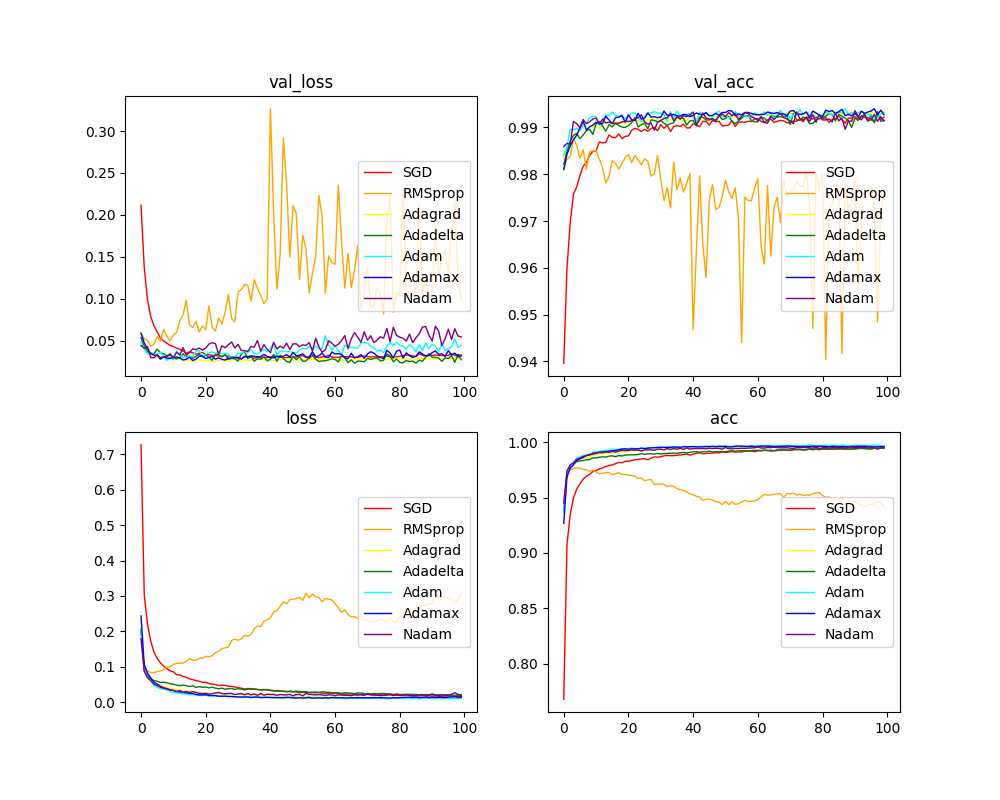 val_loss
0.30
0.25
0.20
0.15
0.10
0.05
0
20
40
60
80
100
SGD
RMSprop
Adagrad
Adadelta
Adam
Adamax
Nadam
val_acc
0.99
0.98
0.97
0.96
0.95
0.94
0
20
40
60
80
100
SGD
RMSprop
Adagrad
Adadelta
Adam
Adamax
Nadam
loss
0.7
0.6
0.5
0.4
0.3
0.2
0.1
0.0
0
20
40
60
80
100
SGD
RMSprop
Adagrad
Adadelta
Adam
Adamax
Nadam
acc
1.00
0.95
0.90
0.85
0.80
0
20
40
60
80
100
SGD
RMSprop
Adagrad
Adadelta
Adam
Adamax
Nadam